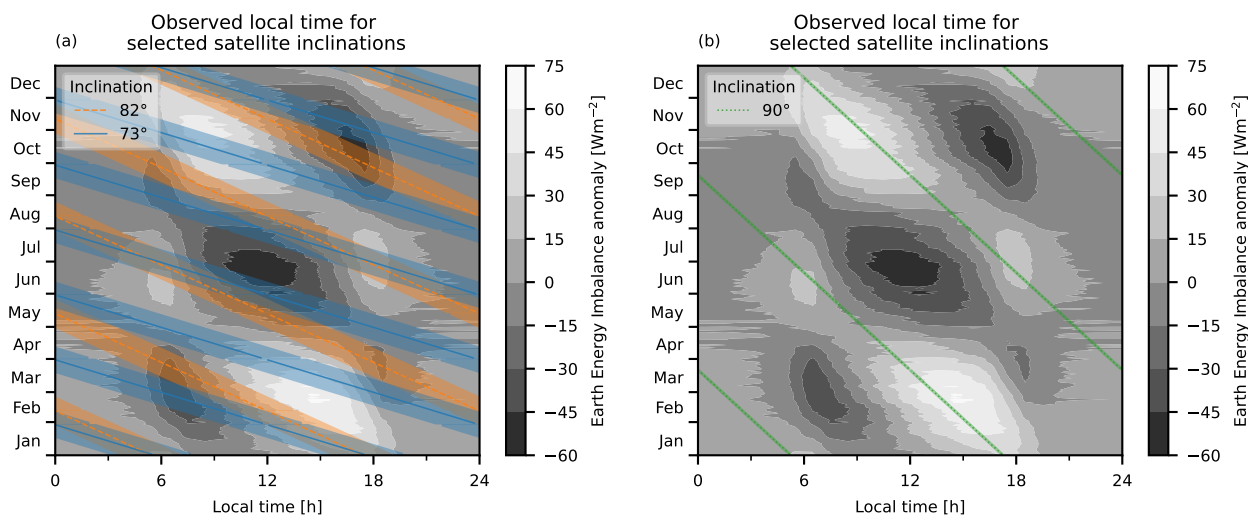 Observed local time for
selected satellite inclinations
(a)
Inclination
82°
73°
Dec
Nov
Oct
Sep
Aug
Jul
Jun
May
Apr
Mar
Feb
Jan
0 6 12 18 24
Local time [h]
75
60
45
30
15
0
−15
−30
−45
−60
Earth Energy Imbalance anomaly [Wm⁻²]
Observed local time for
selected satellite inclinations
(b)
Inclination
90°
Dec
Nov
Oct
Sep
Aug
Jul
Jun
May
Apr
Mar
Feb
Jan
0 6 12 18 24
Local time [h]
75
60
45
30
15
0
−15
−30
−45
−60
Earth Energy Imbalance anomaly [Wm⁻²]